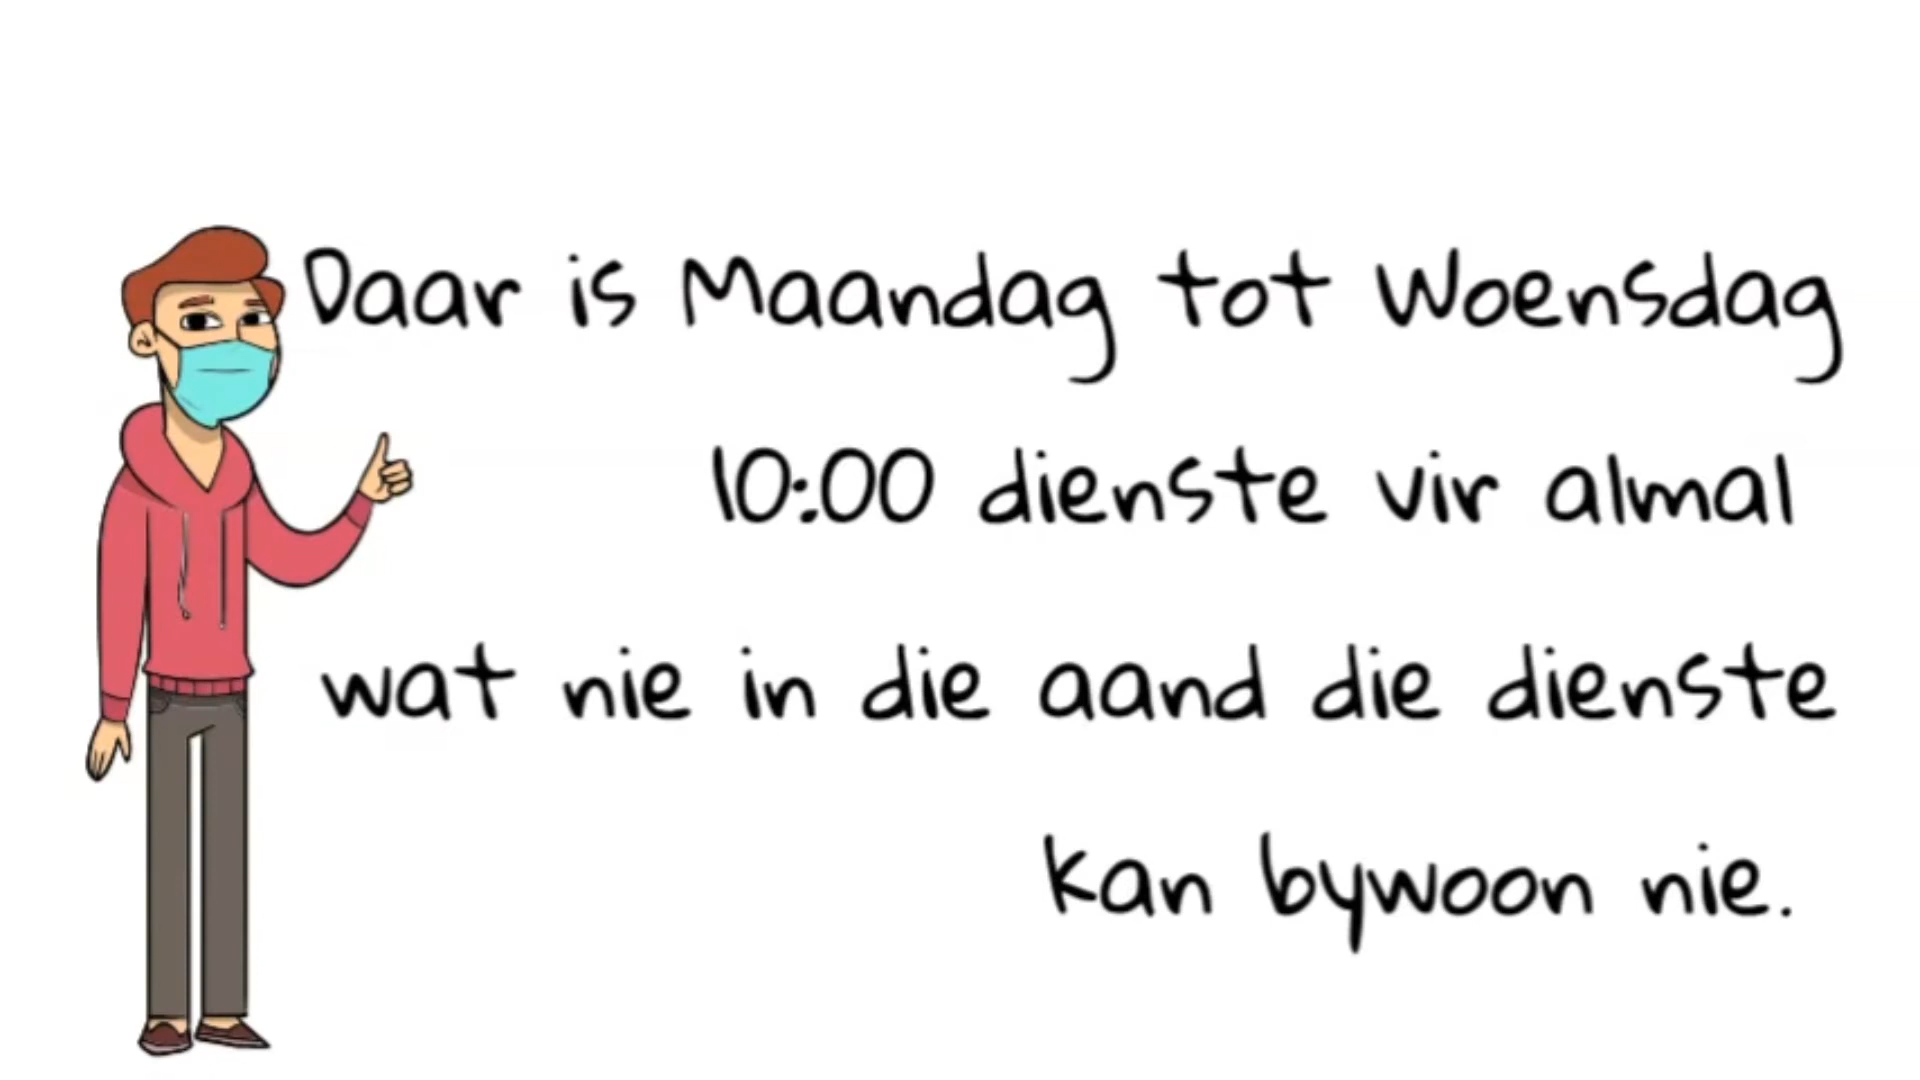 Daar is Maandag tot Woensdag
10:00 dienste vir almal
wat nie in die aand die dienste
kan bywoon nie.